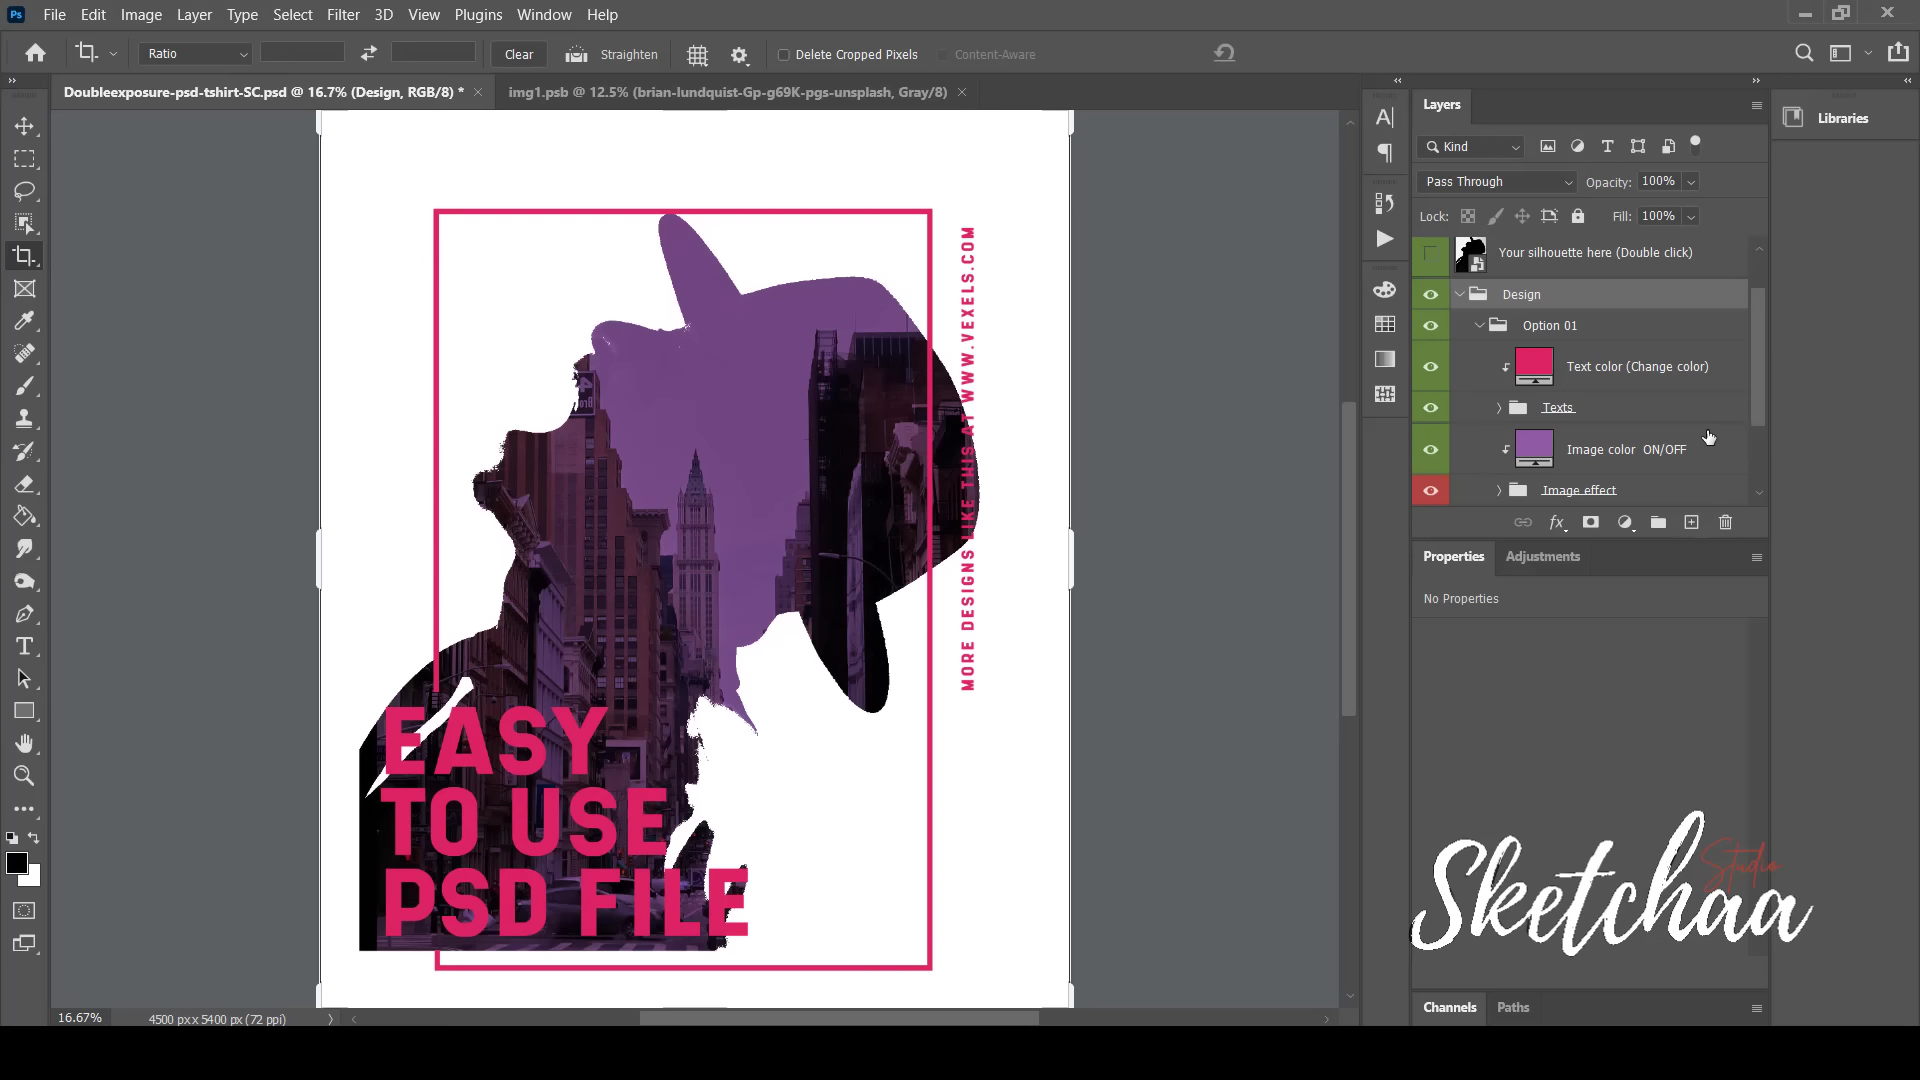 Ps File Edit Image Layer Type Select Filter 3D View Plugins Window Help
Ratio Clear Straighten Delete Cropped Pixels Content-Aware
Doubleexposure-psd-tshirt-SC.psd @ 16.7% (Design, RGB/8) *
img1.psb @ 12.5% (brian-lundquist-Gp-g69K-pgs-unsplash, Gray/8)
MORE DESIGNS LIKE THIS AT WWW.VEXELS.COM
EASY
TO USE
PSD FILE
16.67% 4500 px x 5400 px (72 ppi)
Layers
Kind
Pass Through Opacity: 100%
Lock: Fill: 100%
Your silhouette here (Double click)
Design
Option 01
Text color (Change color)
Texts
Image color ON/OFF
Image effect
Properties Adjustments
No Properties
Sketchaa
Studio
Channels Paths
Libraries